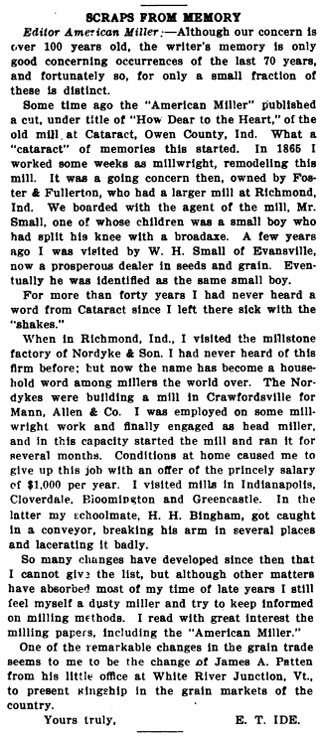 SCRAPS FROM MEMORY
Editor American Miller:—Although our concern is
over 100 years old, the writer's memory is only
good concerning occurrences of the last 70 years,
and fortunately so, for only a small fraction of
these is distinct.
Some time ago the "American Miller" published
a cut, under title of "How Dear to the Heart," of the
old mill at Cataract, Owen County, Ind. What a
"cataract" of memories this started. In 1865 I
worked some weeks as millwright, remodeling this
mill. It was a going concern then, owned by Fos-
ter & Fullerton, who had a larger mill at Richmond,
Ind. We boarded with the agent of the mill, Mr.
Small, one of whose children was a small boy who
had split his knee with a broadaxe. A few years
ago I was visited by W. H. Small of Evansville,
now a prosperous dealer in seeds and grain. Even-
tually he was identified as the same small boy.
For more than forty years I had never heard a
word from Cataract since I left there sick with the
"shakes."
When in Richmond, Ind., I visited the millstone
factory of Nordyke & Son. I had never heard of this
firm before; but now the name has become a house-
hold word among millers the world over. The Nor-
dykes were building a mill in Crawfordsville for
Mann, Allen & Co. I was employed on some mill-
wright work and finally engaged as head miller,
and in this capacity started the mill and ran it for
several months. Conditions at home caused me to
give up this job with an offer of the princely salary
of $1,000 per year. I visited mills in Indianapolis,
Cloverdale, Bloomington and Greencastle. In the
latter my schoolmate, H. H. Bingham, got caught
in a conveyor, breaking his arm in several places
and lacerating it badly.
So many changes have developed since then that
I cannot give the list, but although other matters
have absorbed most of my time of late years I still
feel myself a dusty miller and try to keep informed
on milling methods. I read with great interest the
milling papers, including the "American Miller."
One of the remarkable changes in the grain trade
seems to me to be the change of James A. Patten
from his little office at White River Junction, Vt.,
to present kingship in the grain markets of the
country.
Yours truly, E. T. IDE.